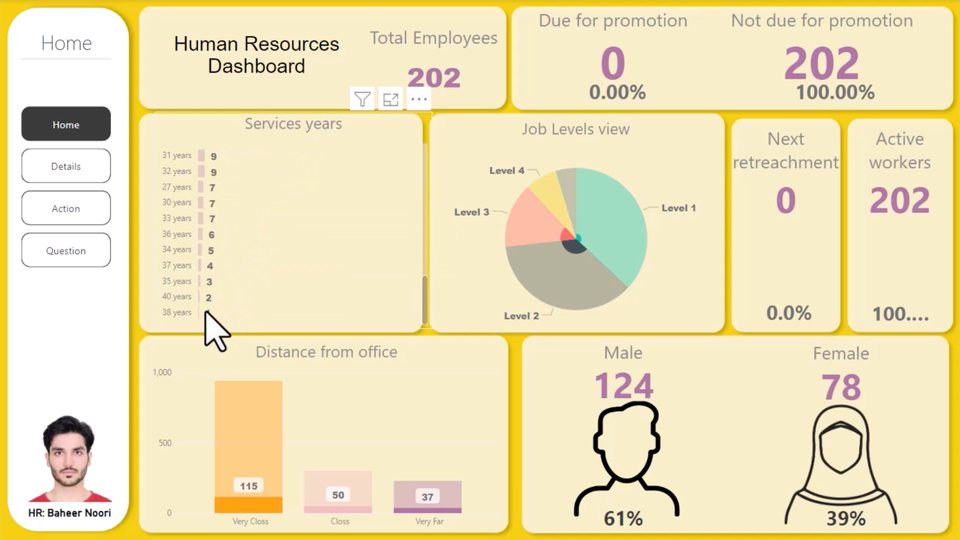 Home
Home
Details
Action
Question
HR: Baheer Noori
Human Resources
Dashboard
Total Employees
202
Due for promotion
0
0.00%
Not due for promotion
202
100.00%
Services years
31 years 9
32 years 9
27 years 7
30 years 7
33 years 7
36 years 6
34 years 5
37 years 4
35 years 3
40 years 2
38 years
Job Levels view
Level 4
Level 3
Level 1
Level 2
Next
retreachment
0
0.0%
Active
workers
202
100....
Distance from office
1,000
500
0
115
50
37
Very Closs
Closs
Very Far
Male
124
61%
Female
78
39%